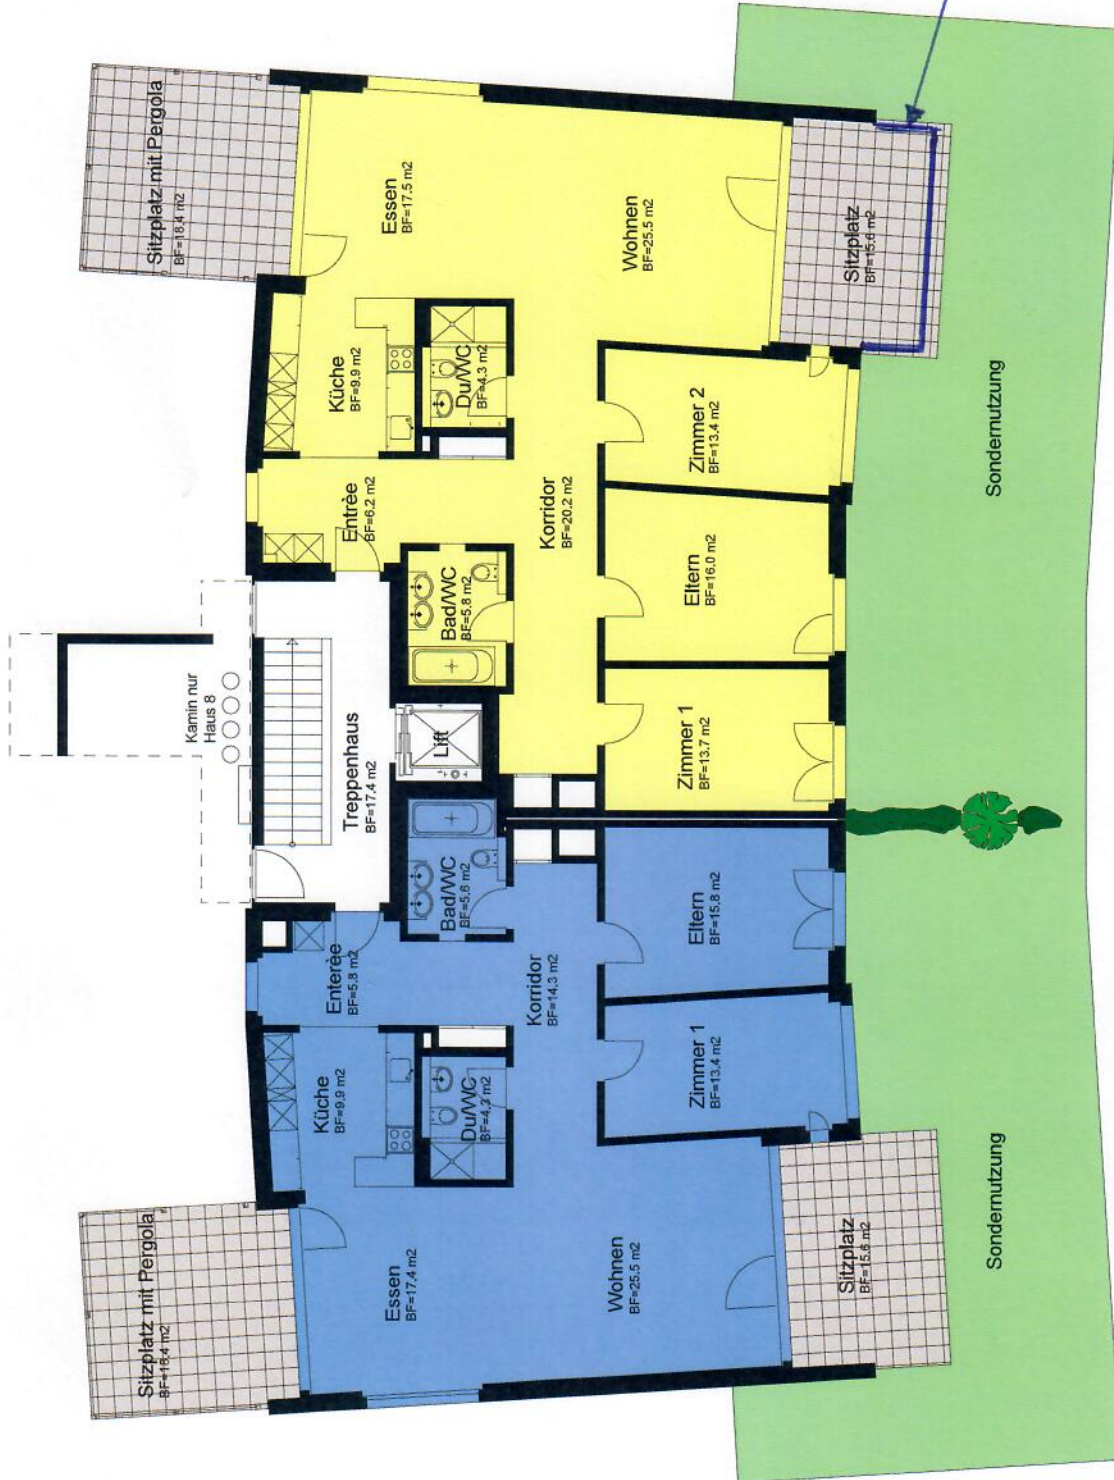 Sitzplatz mit Pergola
BF=18.4 m2
Essen
BF=17.5 m2
Wohnen
BF=25.5 m2
Sitzplatz
BF=15.6 m2
Küche
BF=9.9 m2
Du/WC
BF=4.3 m2
Zimmer 2
BF=13.4 m2
Entrèe
BF=6.2 m2
Korridor
BF=20.2 m2
Eltern
BF=16.0 m2
Bad/WC
BF=5.8 m2
Zimmer 1
BF=13.7 m2
Sondernutzung
Kamin nur
Haus 8
Treppenhaus
BF=17.4 m2
Lift
Bad/WC
BF=5.6 m2
Eltern
BF=15.8 m2
Enterèe
BF=5.8 m2
Korridor
BF=14.3 m2
Küche
BF=9.9 m2
Du/WC
BF=4.3 m2
Zimmer 1
BF=13.4 m2
Sitzplatz mit Pergola
BF=18.4 m2
Essen
BF=17.4 m2
Wohnen
BF=25.5 m2
Sitzplatz
BF=15.6 m2
Sondernutzung